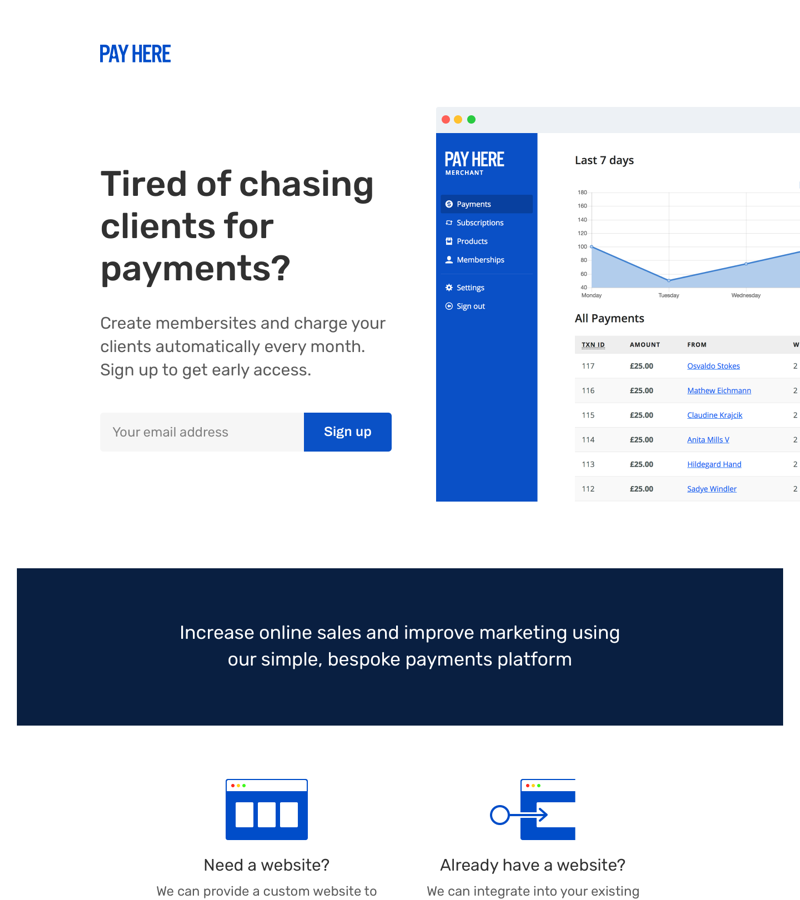 PAY HERE
Tired of chasing
clients for
payments?
Create membersites and charge your
clients automatically every month.
Sign up to get early access.
Your email address
Sign up
PAY HERE
MERCHANT
Payments
Subscriptions
Products
Memberships
Settings
Sign out
Last 7 days
180
160
140
120
100
80
60
40
Monday Tuesday Wednesday
All Payments
TXN ID AMOUNT FROM W
117 £25.00 Osvaldo Stokes 2
116 £25.00 Mathew Eichmann 2
115 £25.00 Claudine Krajcik 2
114 £25.00 Anita Mills V 2
113 £25.00 Hildegard Hand 2
112 £25.00 Sadye Windler 2
Increase online sales and improve marketing using
our simple, bespoke payments platform
Need a website?
We can provide a custom website to
Already have a website?
We can integrate into your existing